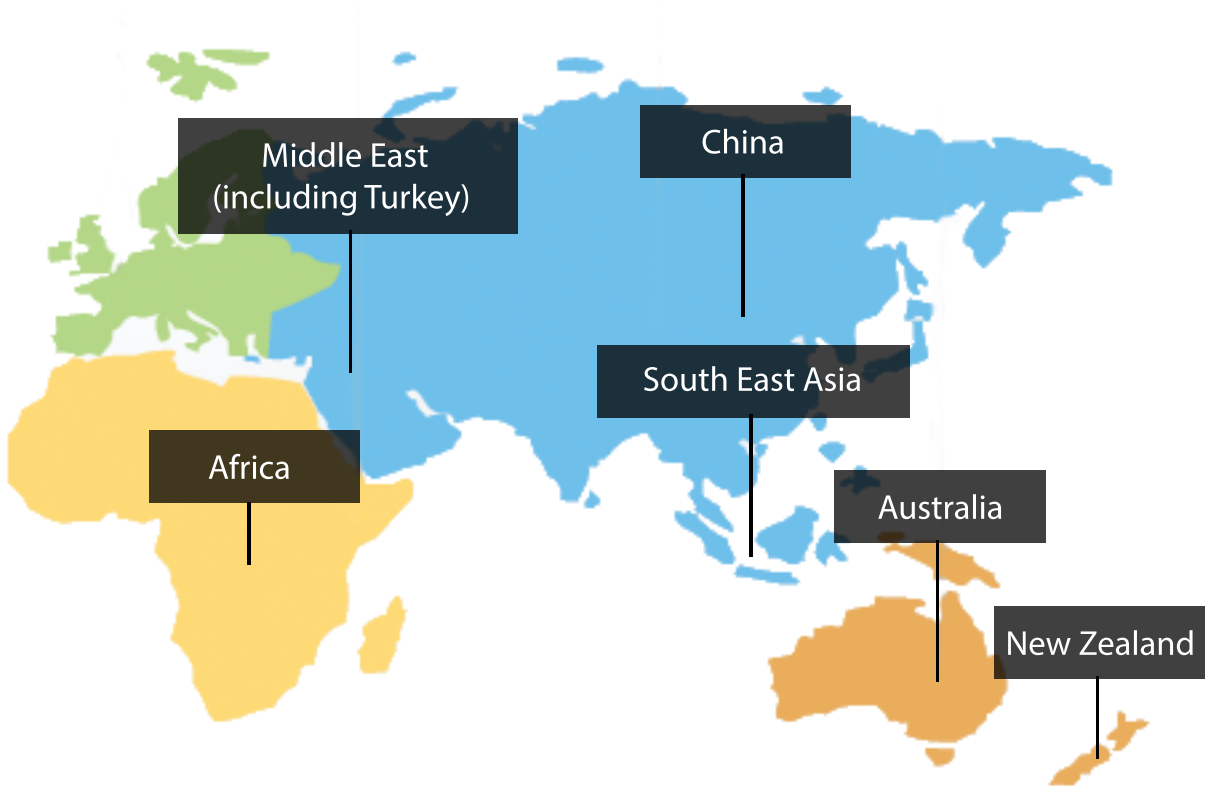 China
Middle East
(including Turkey)
South East Asia
Africa
Australia
New Zealand